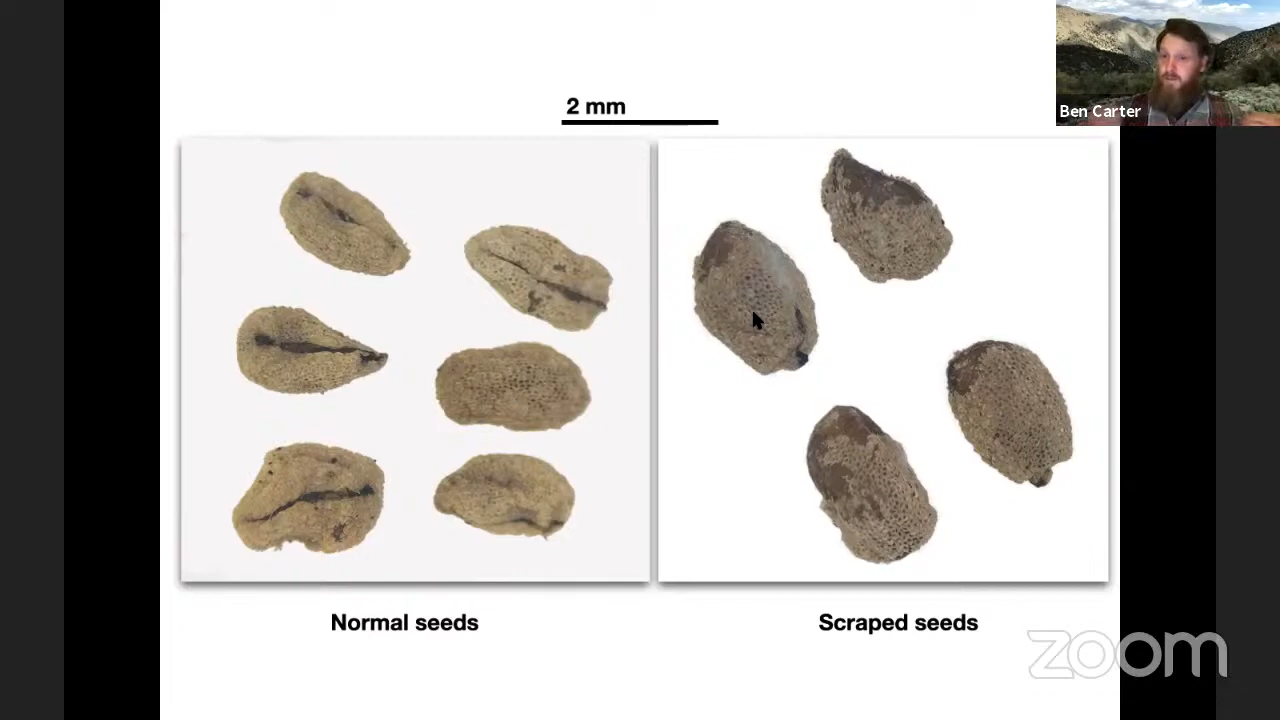 2 mm
Ben Carter
Normal seeds
Scraped seeds
zoom